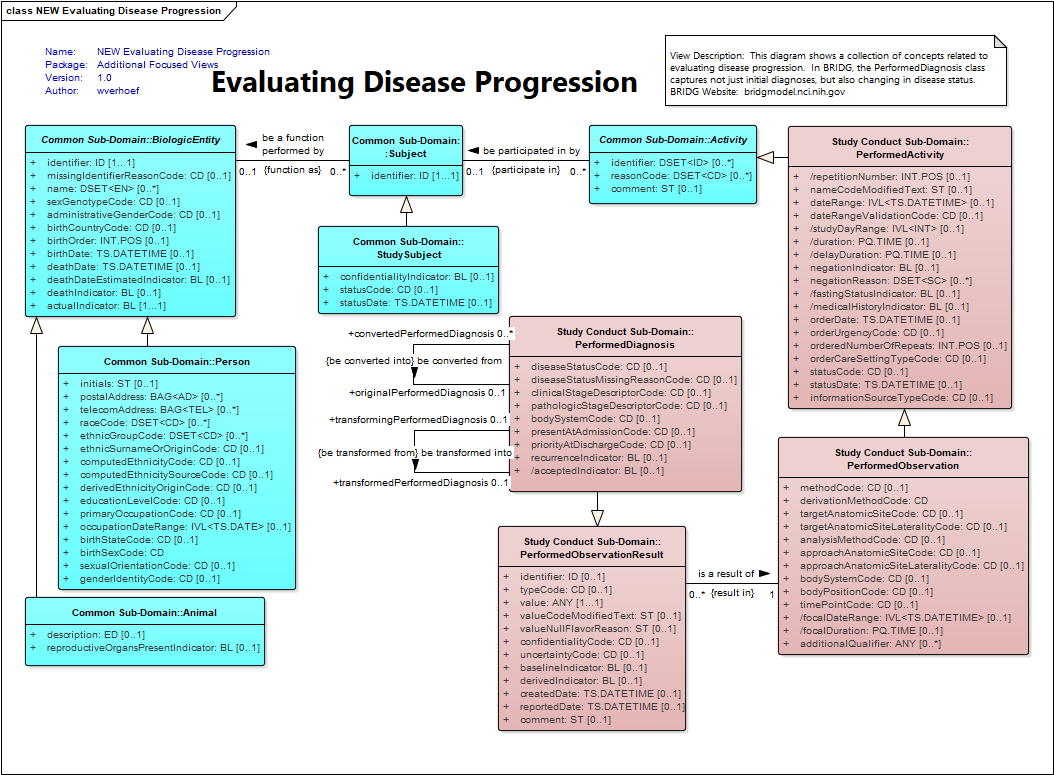 class NEW Evaluating Disease Progression
Name: NEW Evaluating Disease Progression
Package: Additional Focused Views
Version: 1.0
Author: wverhoef
Evaluating Disease Progression
View Description: This diagram shows a collection of concepts related to
evaluating disease progression. In BRIDG, the PerformedDiagnosis class
captures not just initial diagnoses, but also changing in disease status.
BRIDG Website: bridgmodel.nci.nih.gov
Common Sub-Domain::BiologicEntity
+ identifier: ID [1...1]
+ missingIdentifierReasonCode: CD [0..1]
+ name: DSET<EN> [0..*]
+ sexGenotypeCode: CD [0..1]
+ administrativeGenderCode: CD [0..1]
+ birthCountryCode: CD [0..1]
+ birthOrder: INT.POS [0..1]
+ birthDate: TS.DATETIME [0..1]
+ deathDate: TS.DATETIME [0..1]
+ deathDateEstimatedIndicator: BL [0..1]
+ deathIndicator: BL [0..1]
+ actualIndicator: BL [1...1]
be a function
performed by
0..1 {function as} 0..*
Common Sub-Domain:
:Subject
+ identifier: ID [1...1]
be participated in by
0..1 {participate in} 0..*
Common Sub-Domain::Activity
+ identifier: DSET<ID> [0..*]
+ reasonCode: DSET<CD> [0..*]
+ comment: ST [0..1]
Study Conduct Sub-Domain::
PerformedActivity
+ /repetitionNumber: INT.POS [0..1]
+ nameCodeModifiedText: ST [0..1]
+ dateRange: IVL<TS.DATETIME> [0..1]
+ dateRangeValidationCode: CD [0..1]
+ /studyDayRange: IVL<INT> [0..1]
+ /duration: PQ.TIME [0..1]
+ /delayDuration: PQ.TIME [0..1]
+ negationIndicator: BL [0..1]
+ negationReason: DSET<SC> [0..*]
+ /fastingStatusIndicator: BL [0..1]
+ /medicalHistoryIndicator: BL [0..1]
+ orderDate: TS.DATETIME [0..1]
+ orderUrgencyCode: CD [0..1]
+ orderedNumberOfRepeats: INT.POS [0..1]
+ orderCareSettingTypeCode: CD [0..1]
+ statusCode: CD [0..1]
+ statusDate: TS.DATETIME [0..1]
+ informationSourceTypeCode: CD [0..1]
Common Sub-Domain::
StudySubject
+ confidentialityIndicator: BL [0..1]
+ statusCode: CD [0..1]
+ statusDate: TS.DATETIME [0..1]
+convertedPerformedDiagnosis 0..*
{be converted into} be converted from
+originalPerformedDiagnosis 0..1
+transformingPerformedDiagnosis 0..1
{be transformed from} be transformed into
+transformedPerformedDiagnosis 0..1
Study Conduct Sub-Domain::
PerformedDiagnosis
+ diseaseStatusCode: CD [0..1]
+ diseaseStatusMissingReasonCode: CD [0..1]
+ clinicalStageDescriptorCode: CD [0..1]
+ pathologicStageDescriptorCode: CD [0..1]
+ bodySystemCode: CD [0..1]
+ presentAtAdmissionCode: CD [0..1]
+ priorityAtDischargeCode: CD [0..1]
+ recurrenceIndicator: BL [0..1]
+ /acceptedIndicator: BL [0..1]
Common Sub-Domain::Person
+ initials: ST [0..1]
+ postalAddress: BAG<AD> [0..*]
+ telecomAddress: BAG<TEL> [0..*]
+ raceCode: DSET<CD> [0..*]
+ ethnicGroupCode: DSET<CD> [0..*]
+ ethnicSurnameOrOriginCode: CD [0..1]
+ computedEthnicityCode: CD [0..1]
+ computedEthnicitySourceCode: CD [0..1]
+ derivedEthnicityOriginCode: CD [0..1]
+ educationLevelCode: CD [0..1]
+ primaryOccupationCode: CD [0..1]
+ occupationDateRange: IVL<TS.DATE> [0..1]
+ birthStateCode: CD [0..1]
+ birthSexCode: CD
+ sexualOrientationCode: CD [0..1]
+ genderIdentityCode: CD [0..1]
Study Conduct Sub-Domain::
PerformedObservation
+ methodCode: CD [0..1]
+ derivationMethodCode: CD
+ targetAnatomicSiteCode: CD [0..1]
+ targetAnatomicSiteLateralityCode: CD [0..1]
+ analysisMethodCode: CD [0..1]
+ approachAnatomicSiteCode: CD [0..1]
+ approachAnatomicSiteLateralityCode: CD [0..1]
+ bodySystemCode: CD [0..1]
+ bodyPositionCode: CD [0..1]
+ timePointCode: CD [0..1]
+ /focalDateRange: IVL<TS.DATETIME> [0..1]
+ /focalDuration: PQ.TIME [0..1]
+ additionalQualifier: ANY [0..*]
Study Conduct Sub-Domain::
PerformedObservationResult
+ identifier: ID [0..1]
+ typeCode: CD [0..1]
+ value: ANY [1...1]
+ valueCodeModifiedText: ST [0..1]
+ valueNullFlavorReason: ST [0..1]
+ confidentialityCode: CD [0..1]
+ uncertaintyCode: CD [0..1]
+ baselineIndicator: BL [0..1]
+ derivedIndicator: BL [0..1]
+ createdDate: TS.DATETIME [0..1]
+ reportedDate: TS.DATETIME [0..1]
+ comment: ST [0..1]
is a result of
0..* {result in} 1
Common Sub-Domain::Animal
+ description: ED [0..1]
+ reproductiveOrgansPresentIndicator: BL [0..1]